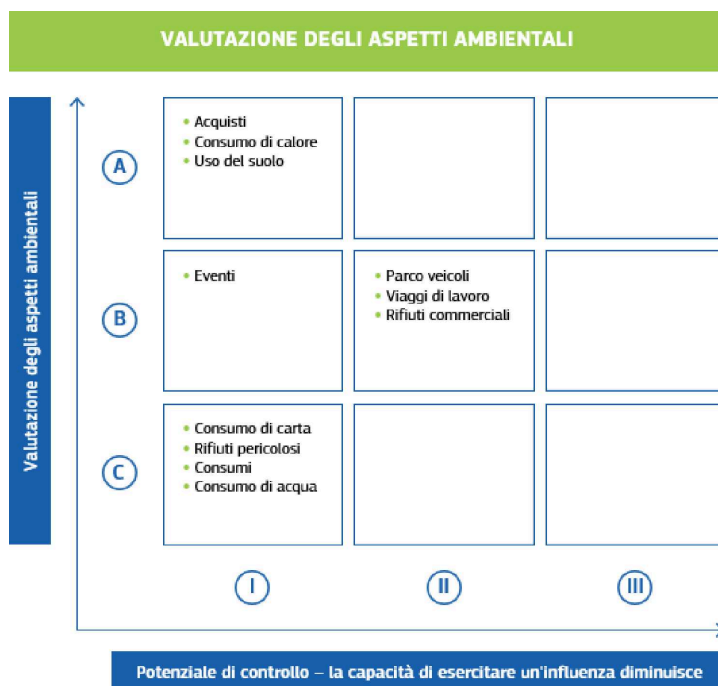 VALUTAZIONE DEGLI ASPETTI AMBIENTALI
Valutazione degli aspetti ambientali
A
• Acquisti
• Consumo di calore
• Uso del suolo
B
• Eventi
• Parco veicoli
• Viaggi di lavoro
• Rifiuti commerciali
C
• Consumo di carta
• Rifiuti pericolosi
• Consumi
• Consumo di acqua
I
II
III
Potenziale di controllo – la capacità di esercitare un'influenza diminuisce